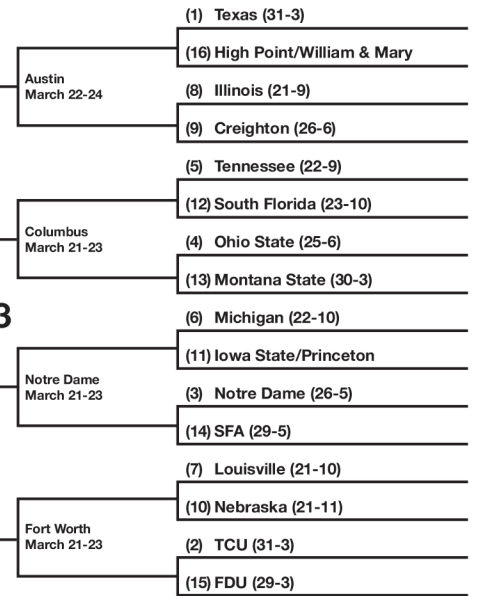 (1) Texas (31-3)
(16) High Point/William & Mary
Austin
March 22-24
(8) Illinois (21-9)
(9) Creighton (26-6)
(5) Tennessee (22-9)
(12) South Florida (23-10)
Columbus
March 21-23
(4) Ohio State (25-6)
(13) Montana State (30-3)
3
(6) Michigan (22-10)
(11) Iowa State/Princeton
Notre Dame
March 21-23
(3) Notre Dame (26-5)
(14) SFA (29-5)
(7) Louisville (21-10)
(10) Nebraska (21-11)
Fort Worth
March 21-23
(2) TCU (31-3)
(15) FDU (29-3)